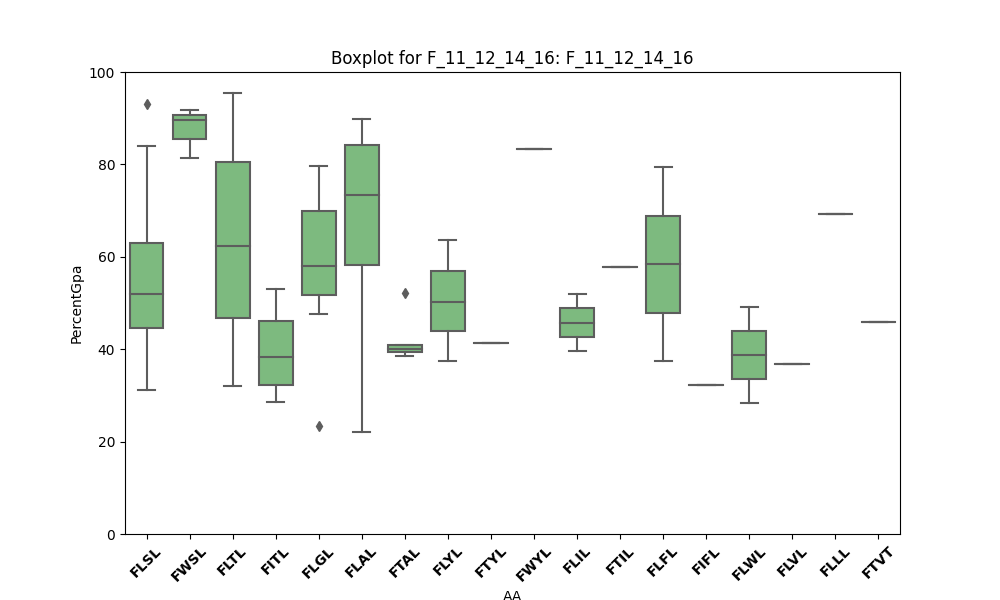 Boxplot for F_11_12_14_16: F_11_12_14_16
100
80
60
40
20
0
PercentGpa
FLSL FWSL FLTL FITL FLGL FLAL FTAL FLYL FTYL FWYL FLIL FTIL FLFL FIFL FLWL FLVL FLLL FTVT
AA